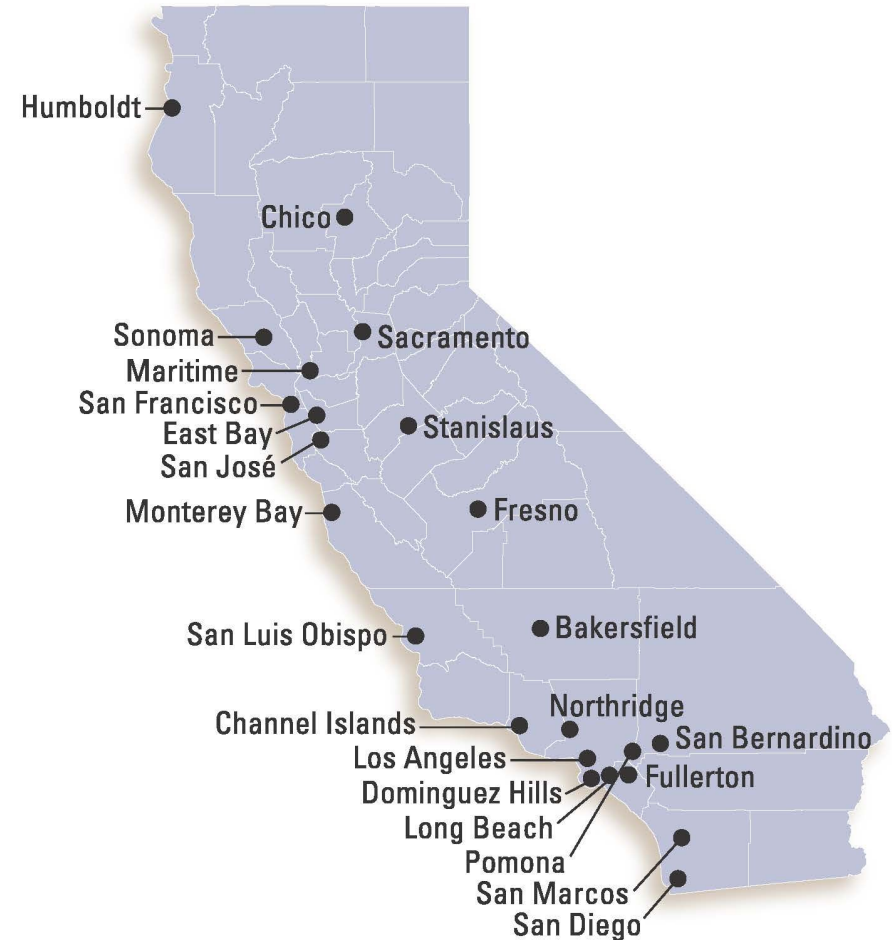 Humboldt
Chico
Sonoma
Sacramento
Maritime
San Francisco
East Bay
Stanislaus
San José
Monterey Bay
Fresno
San Luis Obispo
Bakersfield
Northridge
Channel Islands
San Bernardino
Los Angeles
Fullerton
Dominguez Hills
Long Beach
Pomona
San Marcos
San Diego